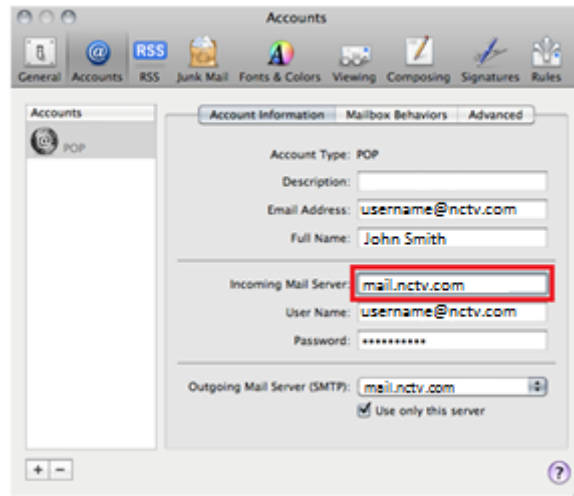 Accounts
General Accounts RSS Junk Mail Fonts & Colors Viewing Composing Signatures Rules
Accounts
POP
Account Information Mailbox Behaviors Advanced
Account Type: POP
Description:
Email Address: username@nctv.com
Full Name: John Smith
Incoming Mail Server: mail.nctv.com
User Name: username@nctv.com
Password: ••••••••••
Outgoing Mail Server (SMTP): mail.nctv.com
Use only this server
+ − ?